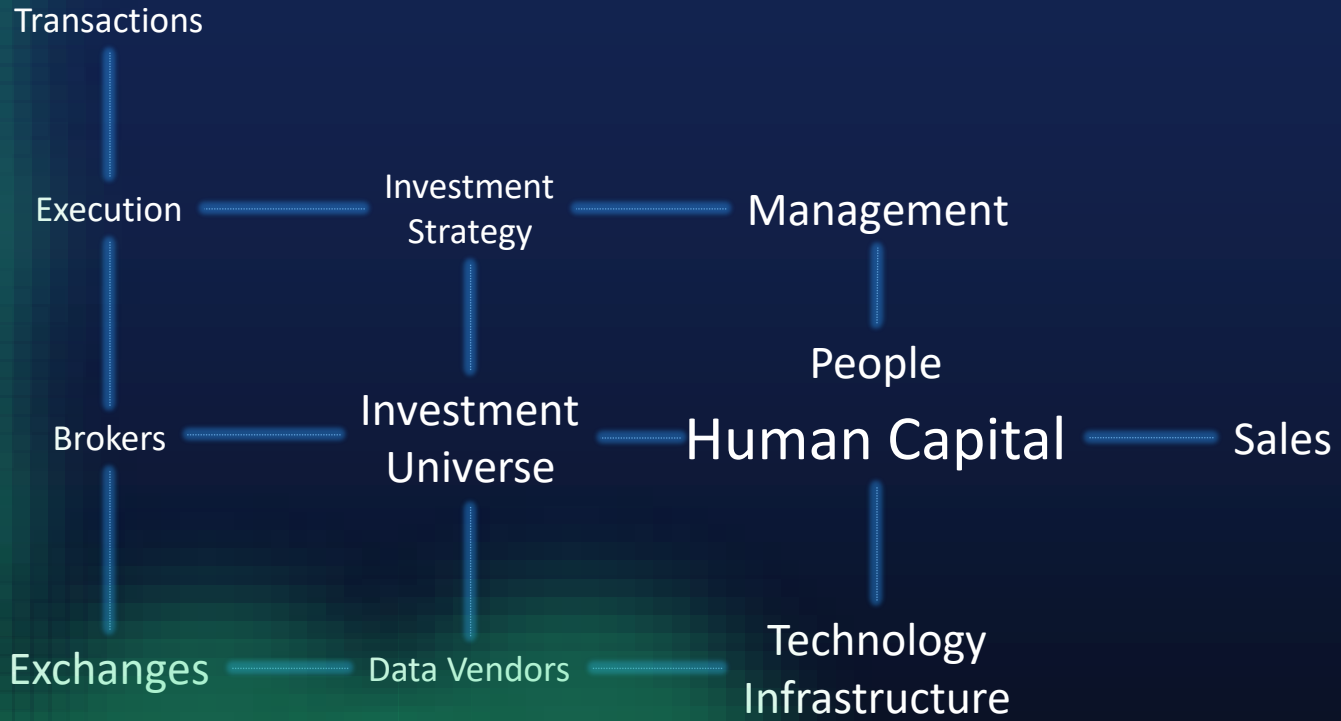 Transactions
Execution
Investment
Strategy
Management
People
Brokers
Investment
Universe
Human Capital
Sales
Exchanges
Data Vendors
Technology
Infrastructure